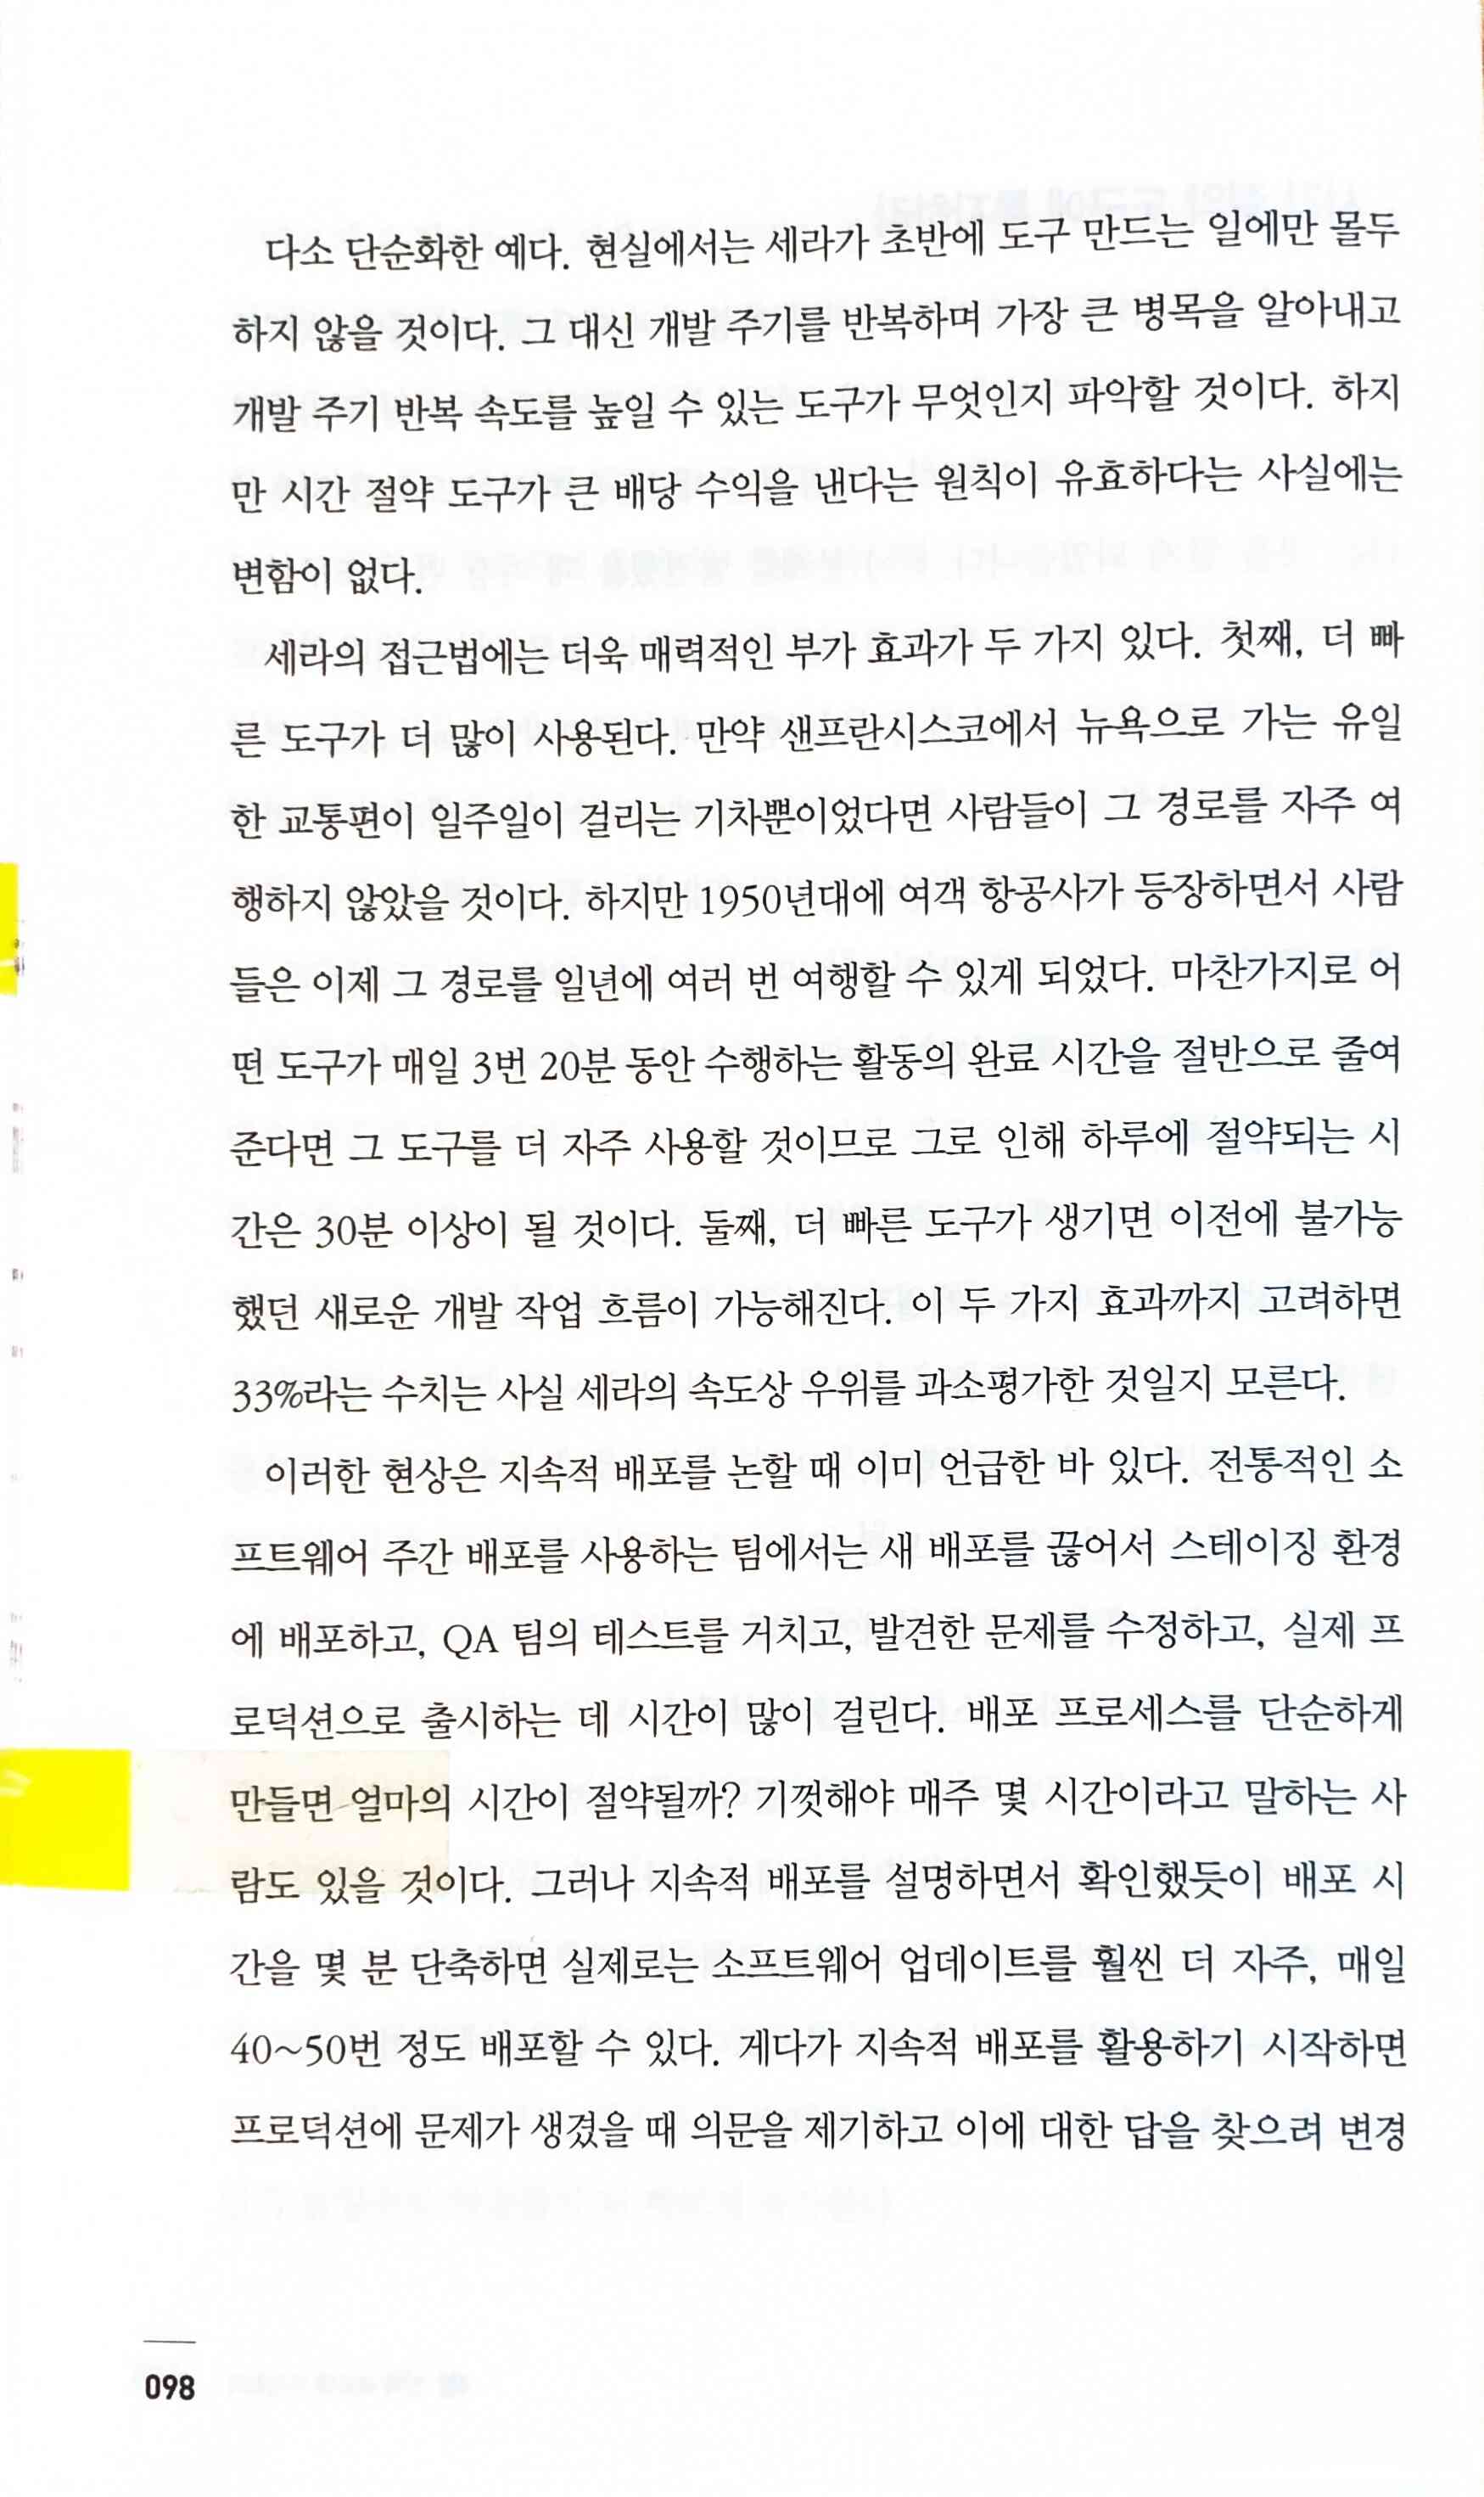 다소 단순화한 예다. 현실에서는 세라가 초반에 도구 만드는 일에만 몰두
하지 않을 것이다. 그 대신 개발 주기를 반복하며 가장 큰 병목을 알아내고
개발 주기 반복 속도를 높일 수 있는 도구가 무엇인지 파악할 것이다. 하지
만 시간 절약 도구가 큰 배당 수익을 낸다는 원칙이 유효하다는 사실에는
변함이 없다.
세라의 접근법에는 더욱 매력적인 부가 효과가 두 가지 있다. 첫째, 더 빠
른 도구가 더 많이 사용된다. 만약 샌프란시스코에서 뉴욕으로 가는 유일
한 교통편이 일주일이 걸리는 기차뿐이었다면 사람들이 그 경로를 자주 여
행하지 않았을 것이다. 하지만 1950년대에 여객 항공사가 등장하면서 사람
들은 이제 그 경로를 일년에 여러 번 여행할 수 있게 되었다. 마찬가지로 어
떤 도구가 매일 3번 20분 동안 수행하는 활동의 완료 시간을 절반으로 줄여
준다면 그 도구를 더 자주 사용할 것이므로 그로 인해 하루에 절약되는 시
간은 30분 이상이 될 것이다. 둘째, 더 빠른 도구가 생기면 이전에 불가능
했던 새로운 개발 작업 흐름이 가능해진다. 이 두 가지 효과까지 고려하면
33%라는 수치는 사실 세라의 속도상 우위를 과소평가한 것일지 모른다.
이러한 현상은 지속적 배포를 논할 때 이미 언급한 바 있다. 전통적인 소
프트웨어 주간 배포를 사용하는 팀에서는 새 배포를 끊어서 스테이징 환경
에 배포하고, QA 팀의 테스트를 거치고, 발견한 문제를 수정하고, 실제 프
로덕션으로 출시하는 데 시간이 많이 걸린다. 배포 프로세스를 단순하게
만들면 얼마의 시간이 절약될까? 기껏해야 매주 몇 시간이라고 말하는 사
람도 있을 것이다. 그러나 지속적 배포를 설명하면서 확인했듯이 배포 시
간을 몇 분 단축하면 실제로는 소프트웨어 업데이트를 훨씬 더 자주, 매일
40~50번 정도 배포할 수 있다. 게다가 지속적 배포를 활용하기 시작하면
프로덕션에 문제가 생겼을 때 의문을 제기하고 이에 대한 답을 찾으려 변경
098